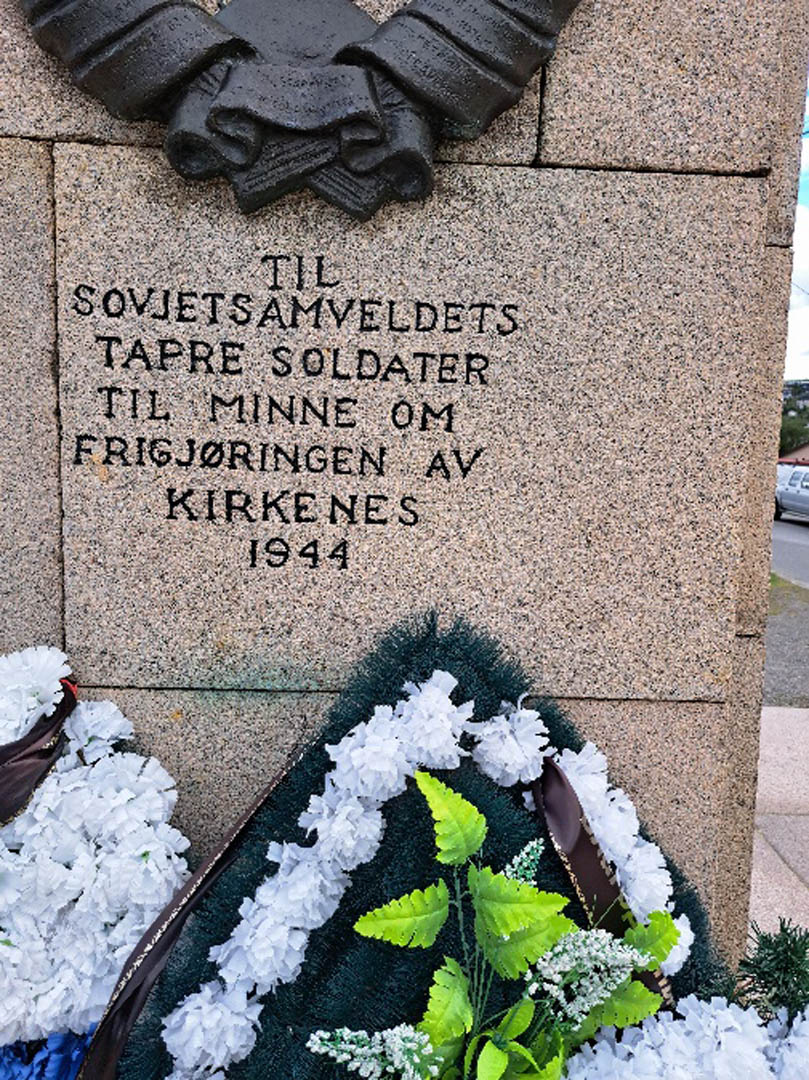 TIL
SOVJETSAMVELDETS
TAPRE SOLDATER
TIL MINNE OM
FRIGJØRINGEN AV
KIRKENES
1944